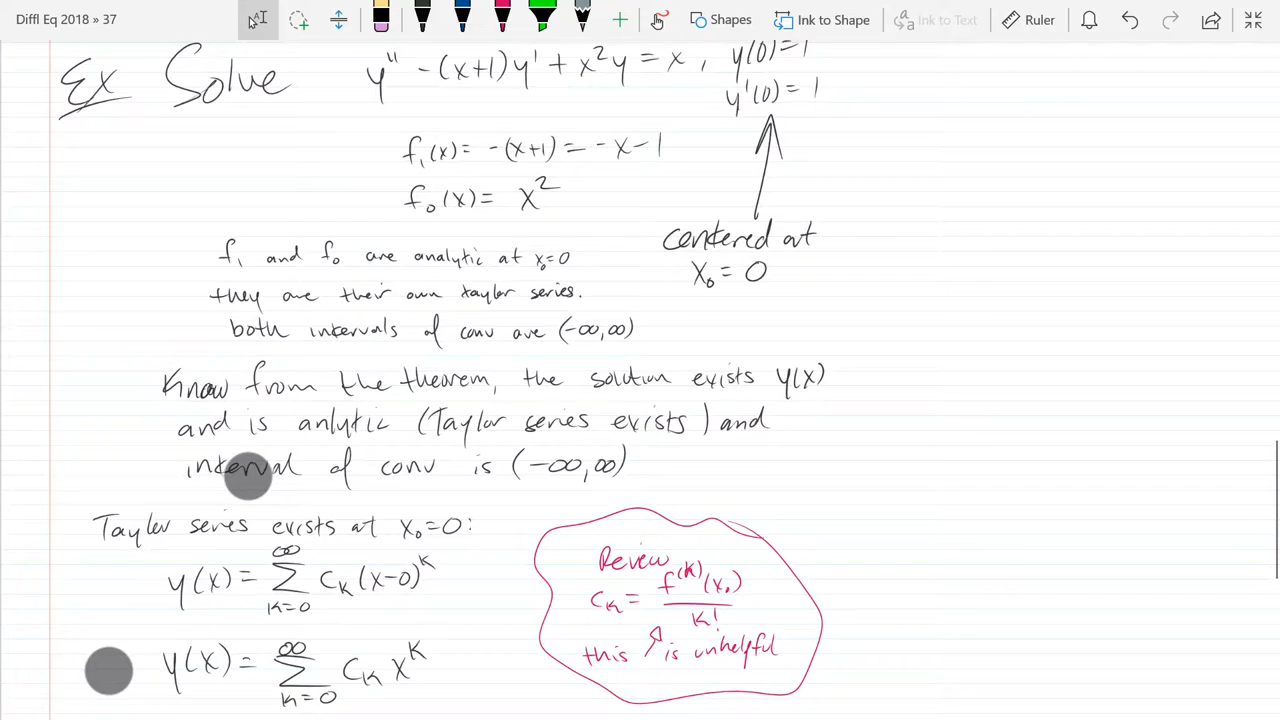 Diffl Eq 2018 » 37
Shapes
Ink to Shape
Ink to Text
Ruler
Ex Solve y'' - (x+1)y' + x²y = x, y(0)=1
y'(0) = 1
f₁(x) = -(x+1) = -x-1
f₀(x) = x²
centered at
x₀ = 0
f₁ and f₀ are analytic at x₀=0
they are their own taylor series.
both intervals of conv are (-∞,∞)
Know from the theorem, the solution exists y(x)
and is anlytic (Taylor series exists) and
interval of conv is (-∞,∞)
Taylor series exists at x₀=0:
y(x) = ∑_{k=0}^{∞} c_k (x-0)^k
Review
c_k = f^{(k)}(x₀) / k!
this is unhelpful
y(x) = ∑_{k=0}^{∞} c_k x^k